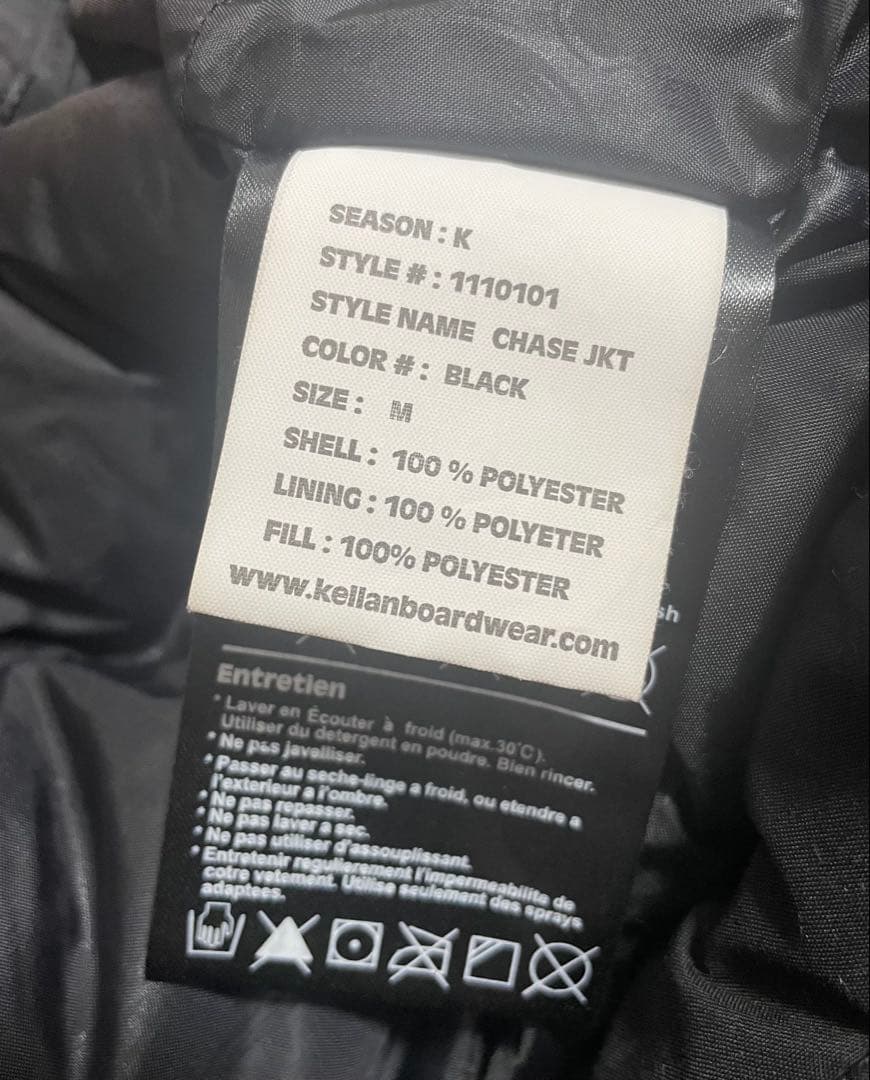 SEASON : K
STYLE # : 1110101
STYLE NAME CHASE JKT
COLOR # : BLACK
SIZE : M
SHELL : 100 % POLYESTER
LINING : 100 % POLYETER
FILL : 100% POLYESTER
www.kellanboardwear.com
sh
Entretien
* Laver en Écouter à froid (max.30°C).
Utiliser du detergent en poudre. Bien rincer.
* Ne pas javalliser.
* Passer au seche-linge a froid, ou etendre a
l'exterieur a l'ombre.
* Ne pas repasser.
* Ne pas laver a sec.
* Ne pas utiliser d'assouplissant.
* Entretenir regulierement l'impermeabilite de
cotre vetement. Utilise seulement des sprays
adaptees.